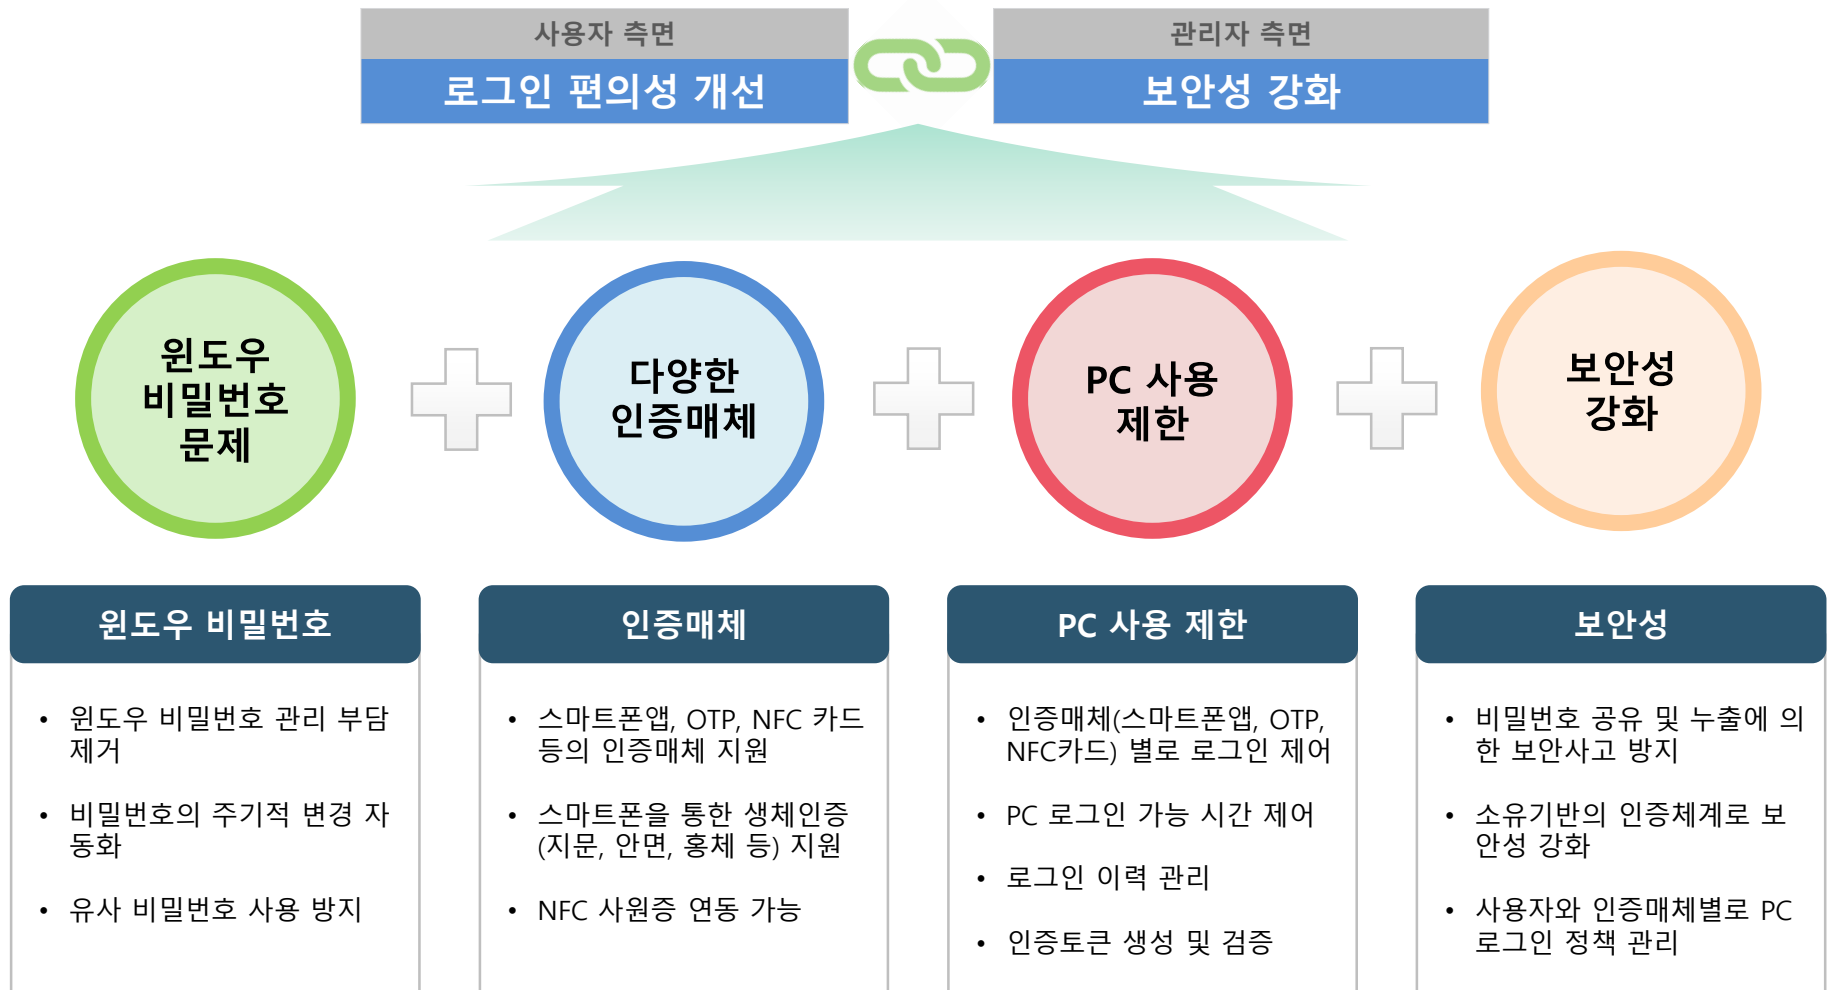 사용자 측면
로그인 편의성 개선
관리자 측면
보안성 강화
윈도우
비밀번호
문제
다양한
인증매체
PC 사용
제한
보안성
강화
윈도우 비밀번호
• 윈도우 비밀번호 관리 부담
제거
• 비밀번호의 주기적 변경 자
동화
• 유사 비밀번호 사용 방지
인증매체
• 스마트폰앱, OTP, NFC 카드
등의 인증매체 지원
• 스마트폰을 통한 생체인증
(지문, 안면, 홍체 등) 지원
• NFC 사원증 연동 가능
PC 사용 제한
• 인증매체(스마트폰앱, OTP,
NFC카드) 별로 로그인 제어
• PC 로그인 가능 시간 제어
• 로그인 이력 관리
• 인증토큰 생성 및 검증
보안성
• 비밀번호 공유 및 누출에 의
한 보안사고 방지
• 소유기반의 인증체계로 보
안성 강화
• 사용자와 인증매체별로 PC
로그인 정책 관리